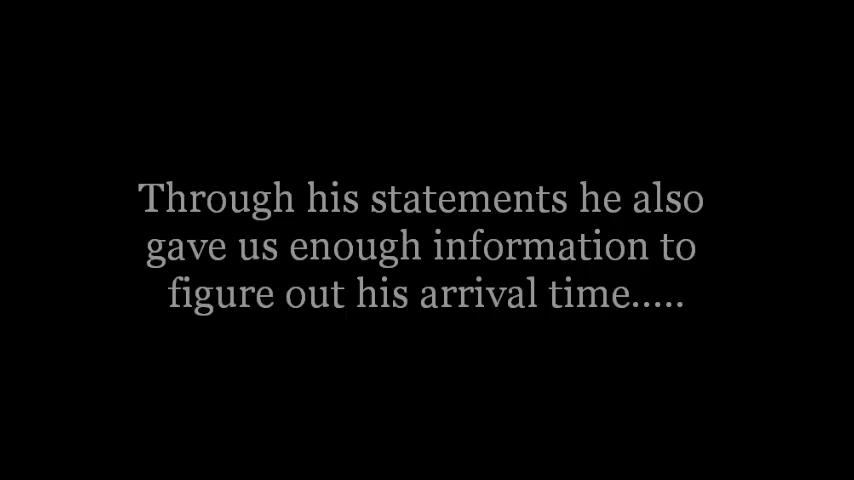 Through his statements he also
gave us enough information to
figure out his arrival time.....